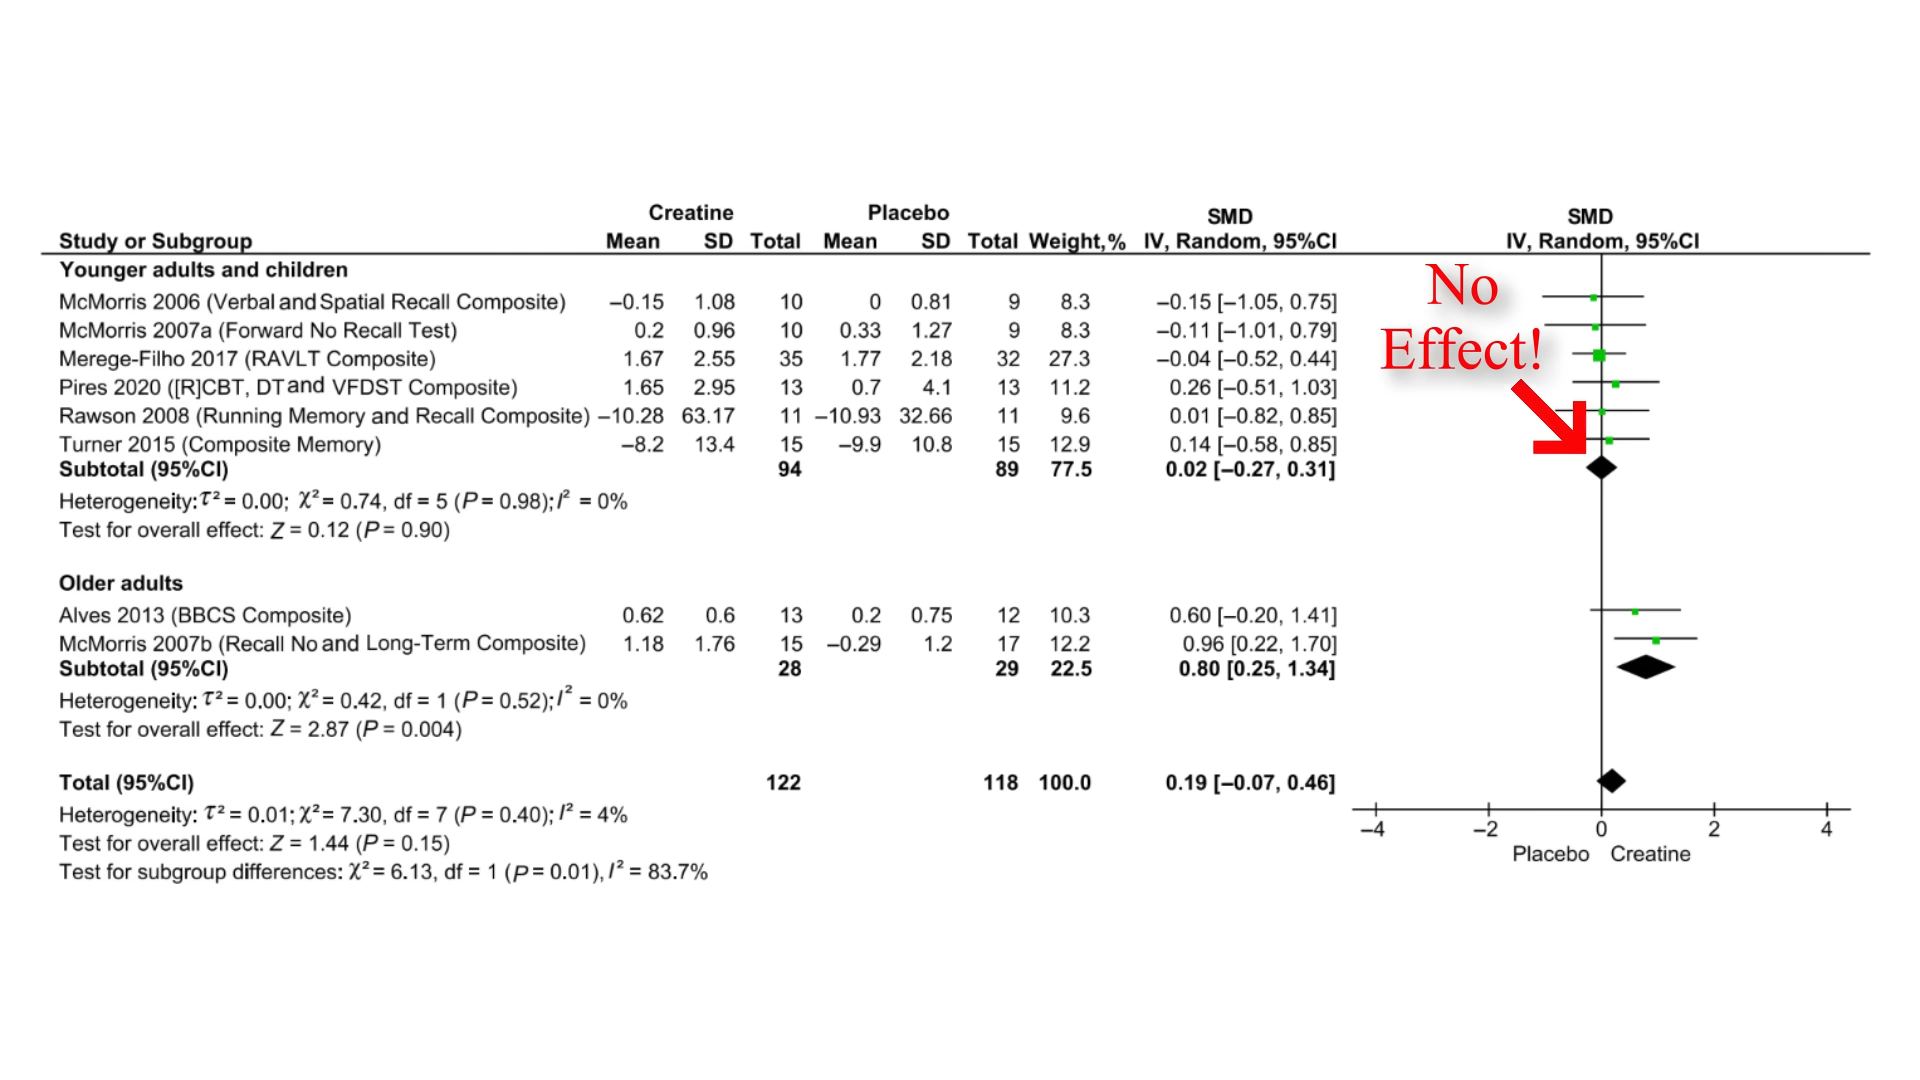 Creatine Placebo SMD SMD
Study or Subgroup Mean SD Total Mean SD Total Weight,% IV, Random, 95%CI IV, Random, 95%CI
Younger adults and children
McMorris 2006 (Verbal and Spatial Recall Composite) −0.15 1.08 10 0 0.81 9 8.3 −0.15 [−1.05, 0.75]
McMorris 2007a (Forward No Recall Test) 0.2 0.96 10 0.33 1.27 9 8.3 −0.11 [−1.01, 0.79]
Merege-Filho 2017 (RAVLT Composite) 1.67 2.55 35 1.77 2.18 32 27.3 −0.04 [−0.52, 0.44]
Pires 2020 ([R]CBT, DT and VFDST Composite) 1.65 2.95 13 0.7 4.1 13 11.2 0.26 [−0.51, 1.03]
Rawson 2008 (Running Memory and Recall Composite) −10.28 63.17 11 −10.93 32.66 11 9.6 0.01 [−0.82, 0.85]
Turner 2015 (Composite Memory) −8.2 13.4 15 −9.9 10.8 15 12.9 0.14 [−0.58, 0.85]
Subtotal (95%CI) 94 89 77.5 0.02 [−0.27, 0.31]
Heterogeneity: τ² = 0.00; χ² = 0.74, df = 5 (P = 0.98); I² = 0%
Test for overall effect: Z = 0.12 (P = 0.90)
No
Effect!
Older adults
Alves 2013 (BBCS Composite) 0.62 0.6 13 0.2 0.75 12 10.3 0.60 [−0.20, 1.41]
McMorris 2007b (Recall No and Long-Term Composite) 1.18 1.76 15 −0.29 1.2 17 12.2 0.96 [0.22, 1.70]
Subtotal (95%CI) 28 29 22.5 0.80 [0.25, 1.34]
Heterogeneity: τ² = 0.00; χ² = 0.42, df = 1 (P = 0.52); I² = 0%
Test for overall effect: Z = 2.87 (P = 0.004)
Total (95%CI) 122 118 100.0 0.19 [−0.07, 0.46]
Heterogeneity: τ² = 0.01; χ² = 7.30, df = 7 (P = 0.40); I² = 4%
Test for overall effect: Z = 1.44 (P = 0.15)
Test for subgroup differences: χ² = 6.13, df = 1 (P = 0.01), I² = 83.7%
−4 −2 0 2 4
Placebo Creatine